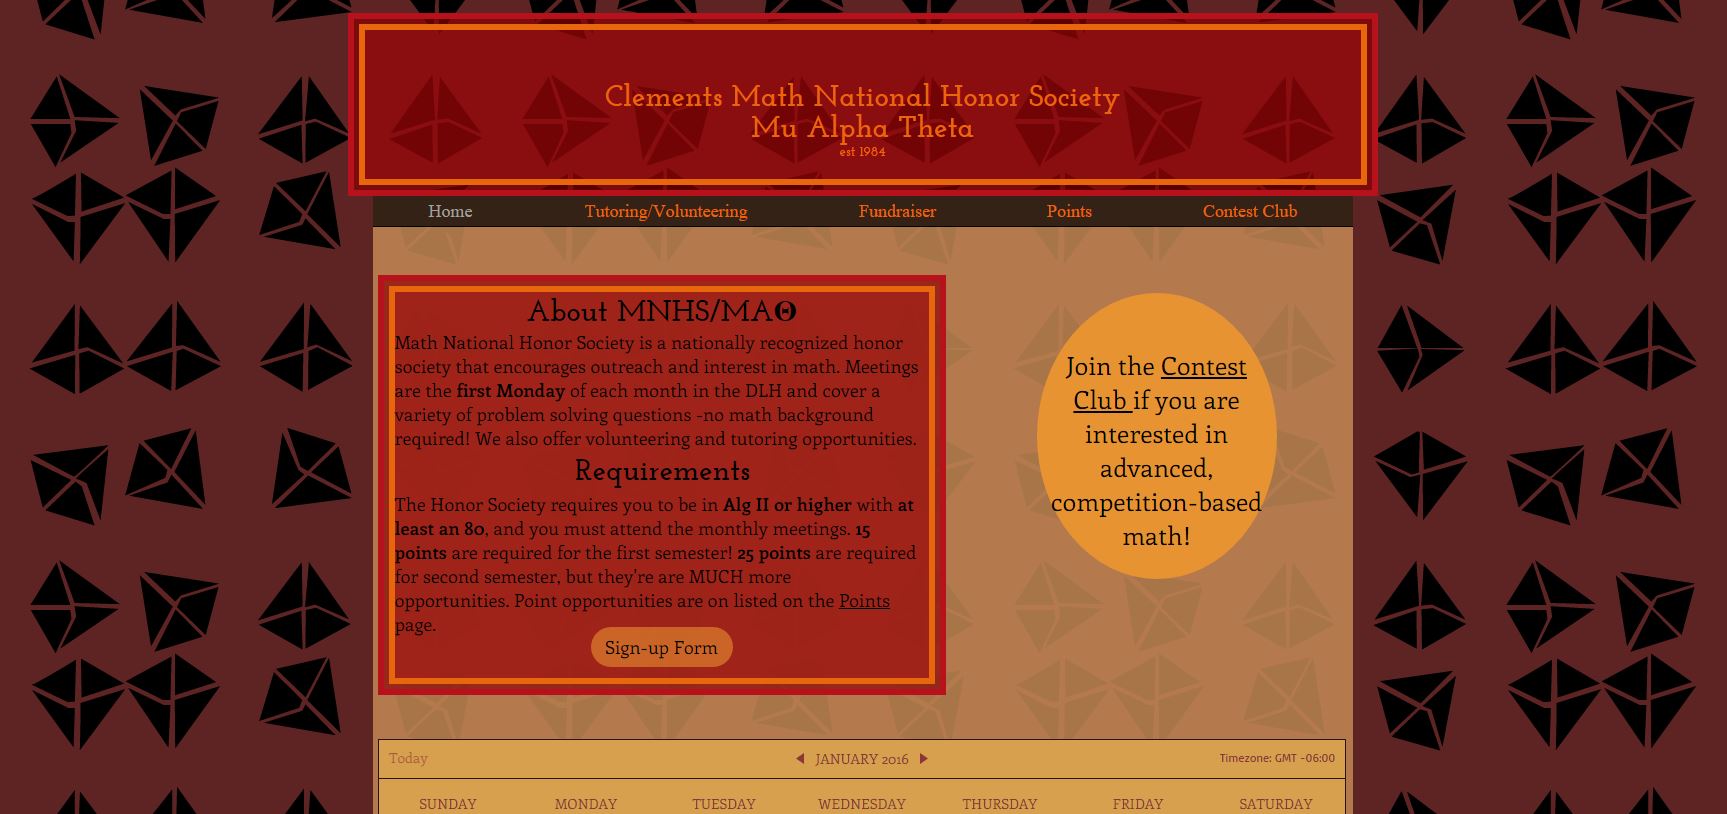 Clements Math National Honor Society
Mu Alpha Theta
est 1984
Home Tutoring/Volunteering Fundraiser Points Contest Club
About MNHS/MAΘ
Math National Honor Society is a nationally recognized honor
society that encourages outreach and interest in math. Meetings
are the first Monday of each month in the DLH and cover a
variety of problem solving questions -no math background
required! We also offer volunteering and tutoring opportunities.
Requirements
The Honor Society requires you to be in Alg II or higher with at
least an 80, and you must attend the monthly meetings. 15
points are required for the first semester! 25 points are required
for second semester, but they're are MUCH more
opportunities. Point opportunities are on listed on the Points
page.
Sign-up Form
Join the Contest
Club if you are
interested in
advanced,
competition-based
math!
Today JANUARY 2016 Timezone: GMT -06:00
SUNDAY MONDAY TUESDAY WEDNESDAY THURSDAY FRIDAY SATURDAY